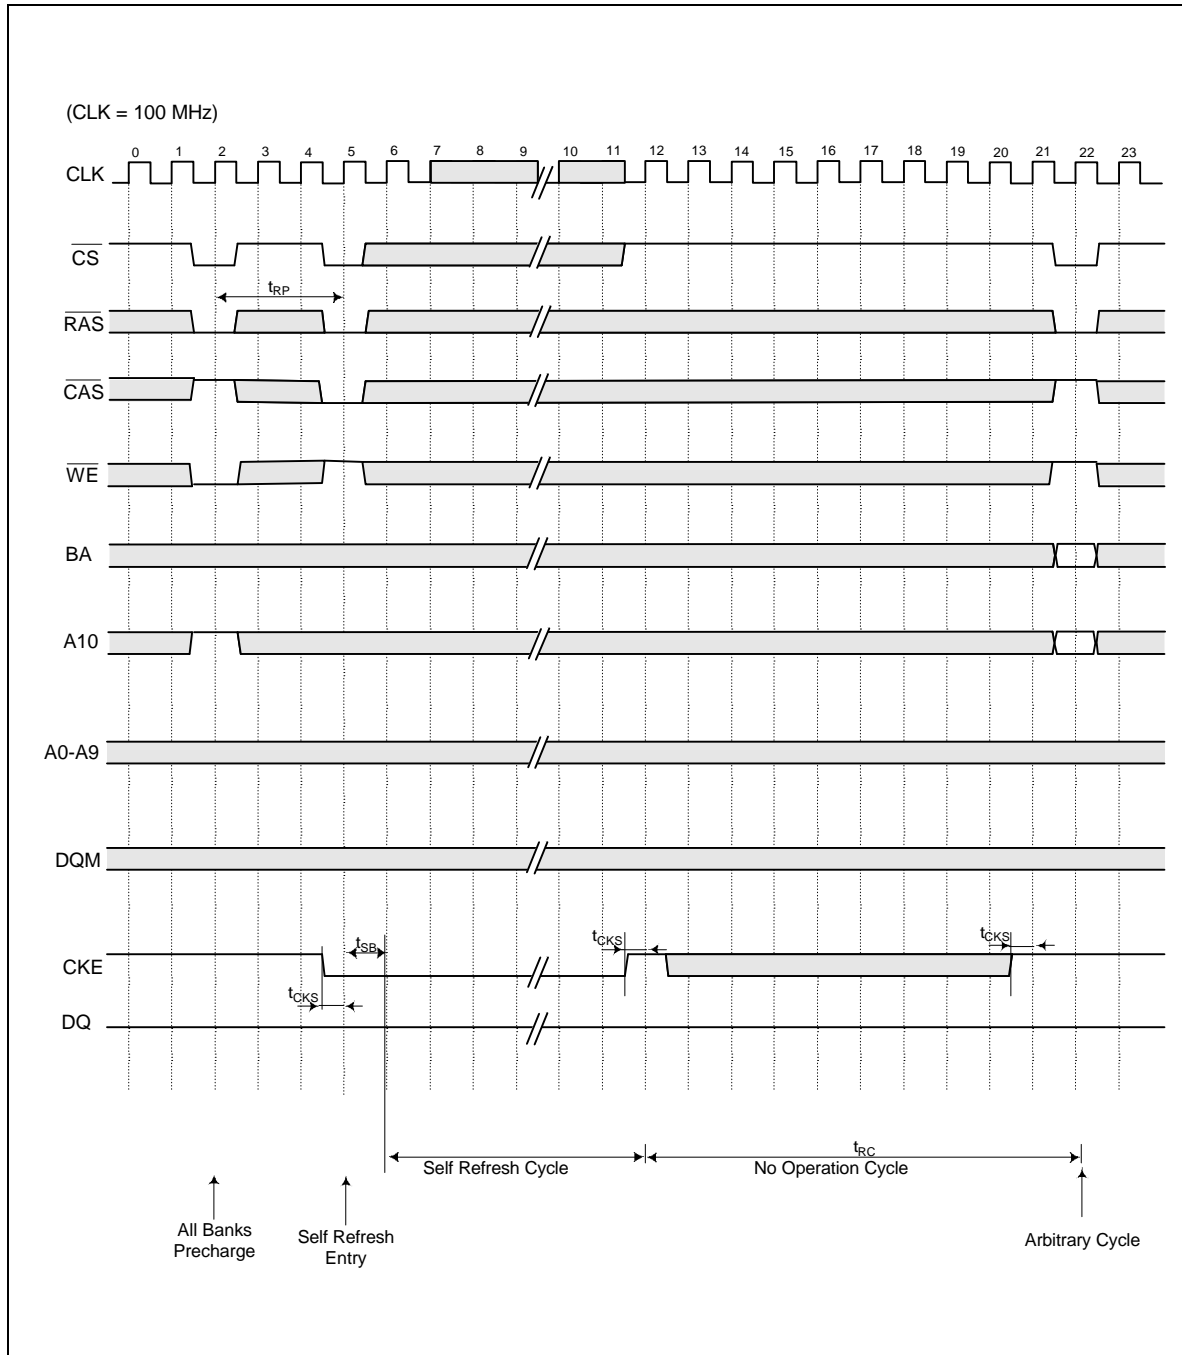 (CLK = 100 MHz)
0 1 2 3 4 5 6 7 8 9 10 11 12 13 14 15 16 17 18 19 20 21 22 23
CLK
CS
tRP
RAS
CAS
WE
BA
A10
A0-A9
DQM
tSB
tCKS
tCKS
CKE
tCKS
DQ
tRC
Self Refresh Cycle
No Operation Cycle
All Banks
Precharge
Self Refresh
Entry
Arbitrary Cycle